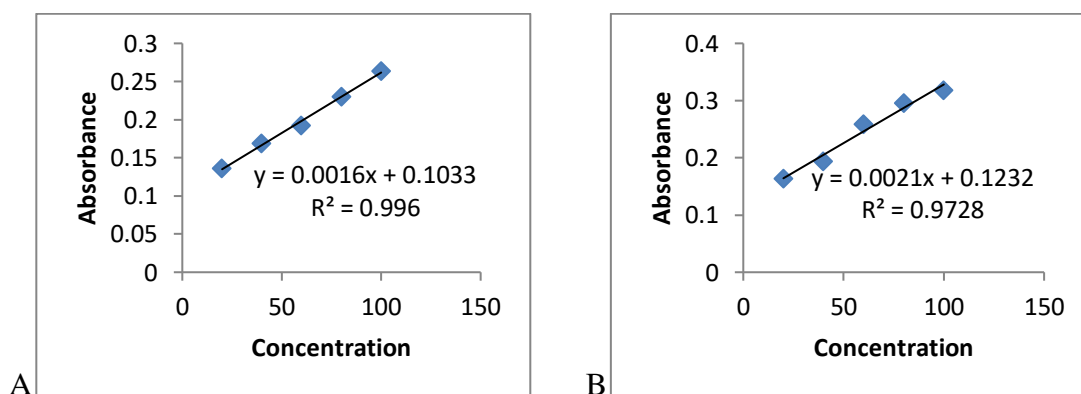 0.3
0.25
0.2
0.15
0.1
0.05
0
Absorbance
y = 0.0016x + 0.1033
R² = 0.996
0 50 100 150
Concentration
A
0.4
0.3
0.2
0.1
0
Absorbance
y = 0.0021x + 0.1232
R² = 0.9728
0 50 100 150
Concentration
B